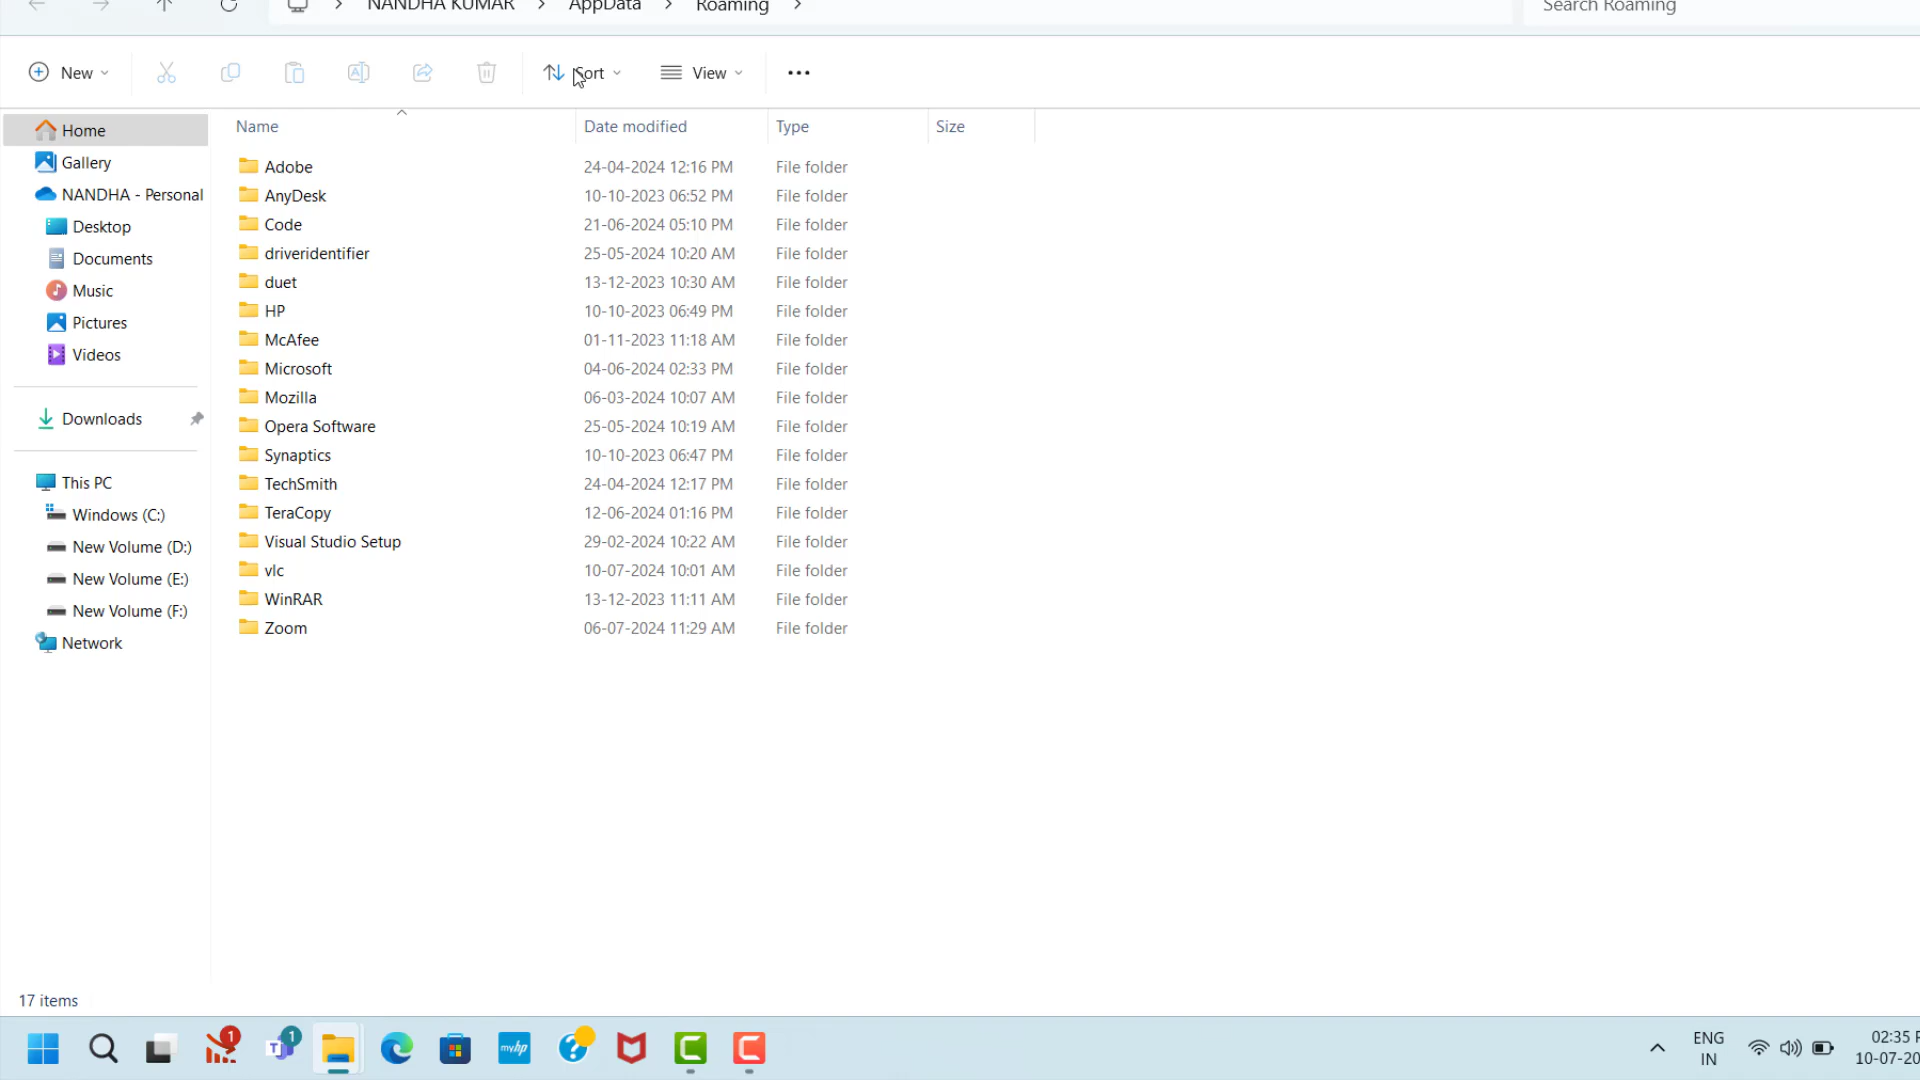 NANDHA KUMAR > AppData > Roaming >
Search Roaming
New
Sort
View
Name Date modified Type Size
Home
Gallery
NANDHA - Personal
Desktop
Documents
Music
Pictures
Videos
Downloads
This PC
Windows (C:)
New Volume (D:)
New Volume (E:)
New Volume (F:)
Network
Adobe 24-04-2024 12:16 PM File folder
AnyDesk 10-10-2023 06:52 PM File folder
Code 21-06-2024 05:10 PM File folder
driveridentifier 25-05-2024 10:20 AM File folder
duet 13-12-2023 10:30 AM File folder
HP 10-10-2023 06:49 PM File folder
McAfee 01-11-2023 11:18 AM File folder
Microsoft 04-06-2024 02:33 PM File folder
Mozilla 06-03-2024 10:07 AM File folder
Opera Software 25-05-2024 10:19 AM File folder
Synaptics 10-10-2023 06:47 PM File folder
TechSmith 24-04-2024 12:17 PM File folder
TeraCopy 12-06-2024 01:16 PM File folder
Visual Studio Setup 29-02-2024 10:22 AM File folder
vlc 10-07-2024 10:01 AM File folder
WinRAR 13-12-2023 11:11 AM File folder
Zoom 06-07-2024 11:29 AM File folder
17 items
1
1
T
myhp
?
C
C
ENG
IN
02:35 P
10-07-20